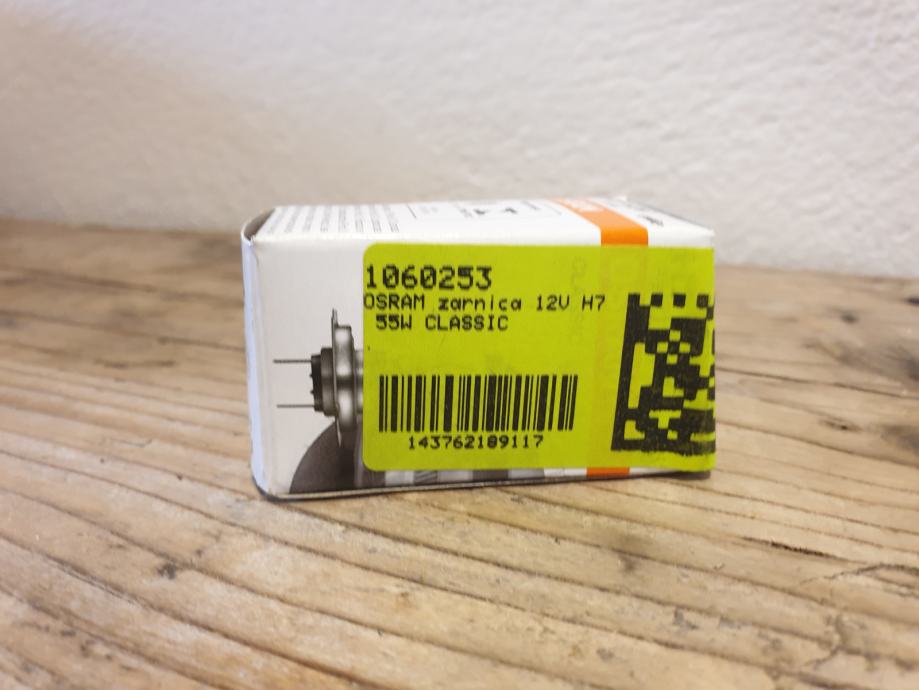 1060253
OSRAM zarnica 12V H7
55W CLASSIC
143762189117